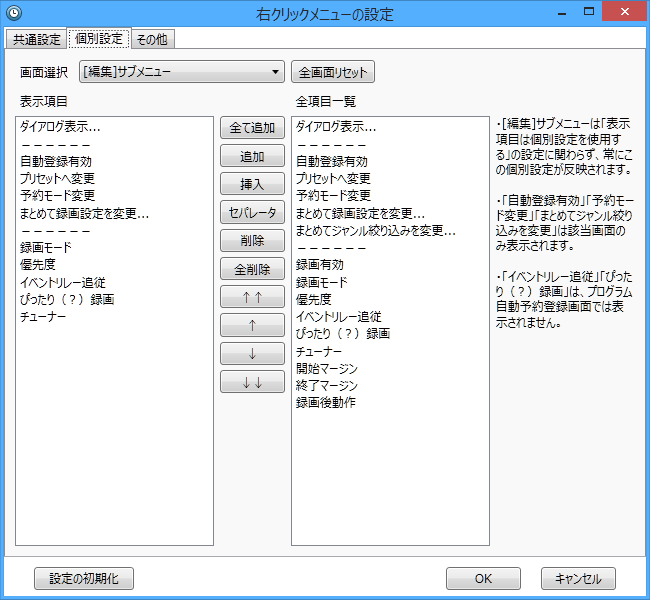 右クリックメニューの設定
共通設定
個別設定
その他
画面選択
[編集]サブメニュー
全画面リセット
表示項目
ダイアログ表示...
－－－－－－
自動登録有効
プリセットへ変更
予約モード変更
まとめて録画設定を変更...
－－－－－－
録画モード
優先度
イベントリレー追従
ぴったり（？）録画
チューナー
全て追加
追加
挿入
セパレータ
削除
全削除
↑↑
↑
↓
↓↓
全項目一覧
ダイアログ表示...
－－－－－－
自動登録有効
プリセットへ変更
予約モード変更
まとめて録画設定を変更...
まとめてジャンル絞り込みを変更...
－－－－－－
録画有効
録画モード
優先度
イベントリレー追従
ぴったり（？）録画
チューナー
開始マージン
終了マージン
録画後動作
・[編集]サブメニューは「表示
項目は個別設定を使用す
る」の設定に関わらず、常にこ
の個別設定が反映されます。
・「自動登録有効」「予約モー
ド変更」「まとめてジャンル絞り
込みを変更」は該当画面の
み表示されます。
・「イベントリレー追従」「ぴった
り（？）録画」は、プログラム
自動予約登録画面では表
示されません。
設定の初期化
OK
キャンセル